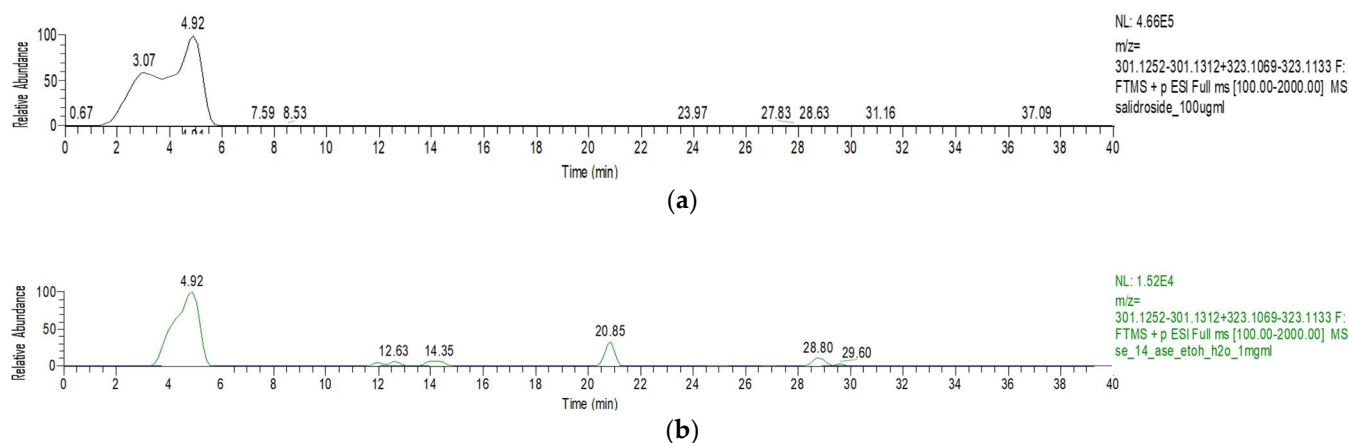 4.92
100
3.07
50
0.67
7.59 8.53
23.97
27.83 28.63
31.16
37.09
0
0 2 4 6 8 10 12 14 16 18 20 22 24 26 28 30 32 34 36 38 40
Relative Abundance
Time (min)
NL: 4.66E5
m/z=
301.1252-301.1312+323.1069-323.1133 F:
FTMS + p ESI Full ms [100.00-2000.00] MS
salidroside_100ugml
(a)
4.92
100
50
20.85
12.63
14.35
28.80
29.60
0
0 2 4 6 8 10 12 14 16 18 20 22 24 26 28 30 32 34 36 38 40
Relative Abundance
Time (min)
NL: 1.52E4
m/z=
301.1252-301.1312+323.1069-323.1133 F:
FTMS + p ESI Full ms [100.00-2000.00] MS
se_14_ase_etoh_h2o_1mgml
(b)